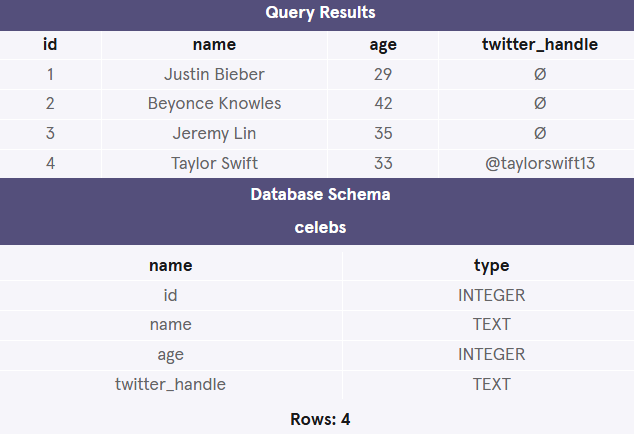 Query Results
id name age twitter_handle
1 Justin Bieber 29 Ø
2 Beyonce Knowles 42 Ø
3 Jeremy Lin 35 Ø
4 Taylor Swift 33 @taylorswift13
Database Schema
celebs
name type
id INTEGER
name TEXT
age INTEGER
twitter_handle TEXT
Rows: 4